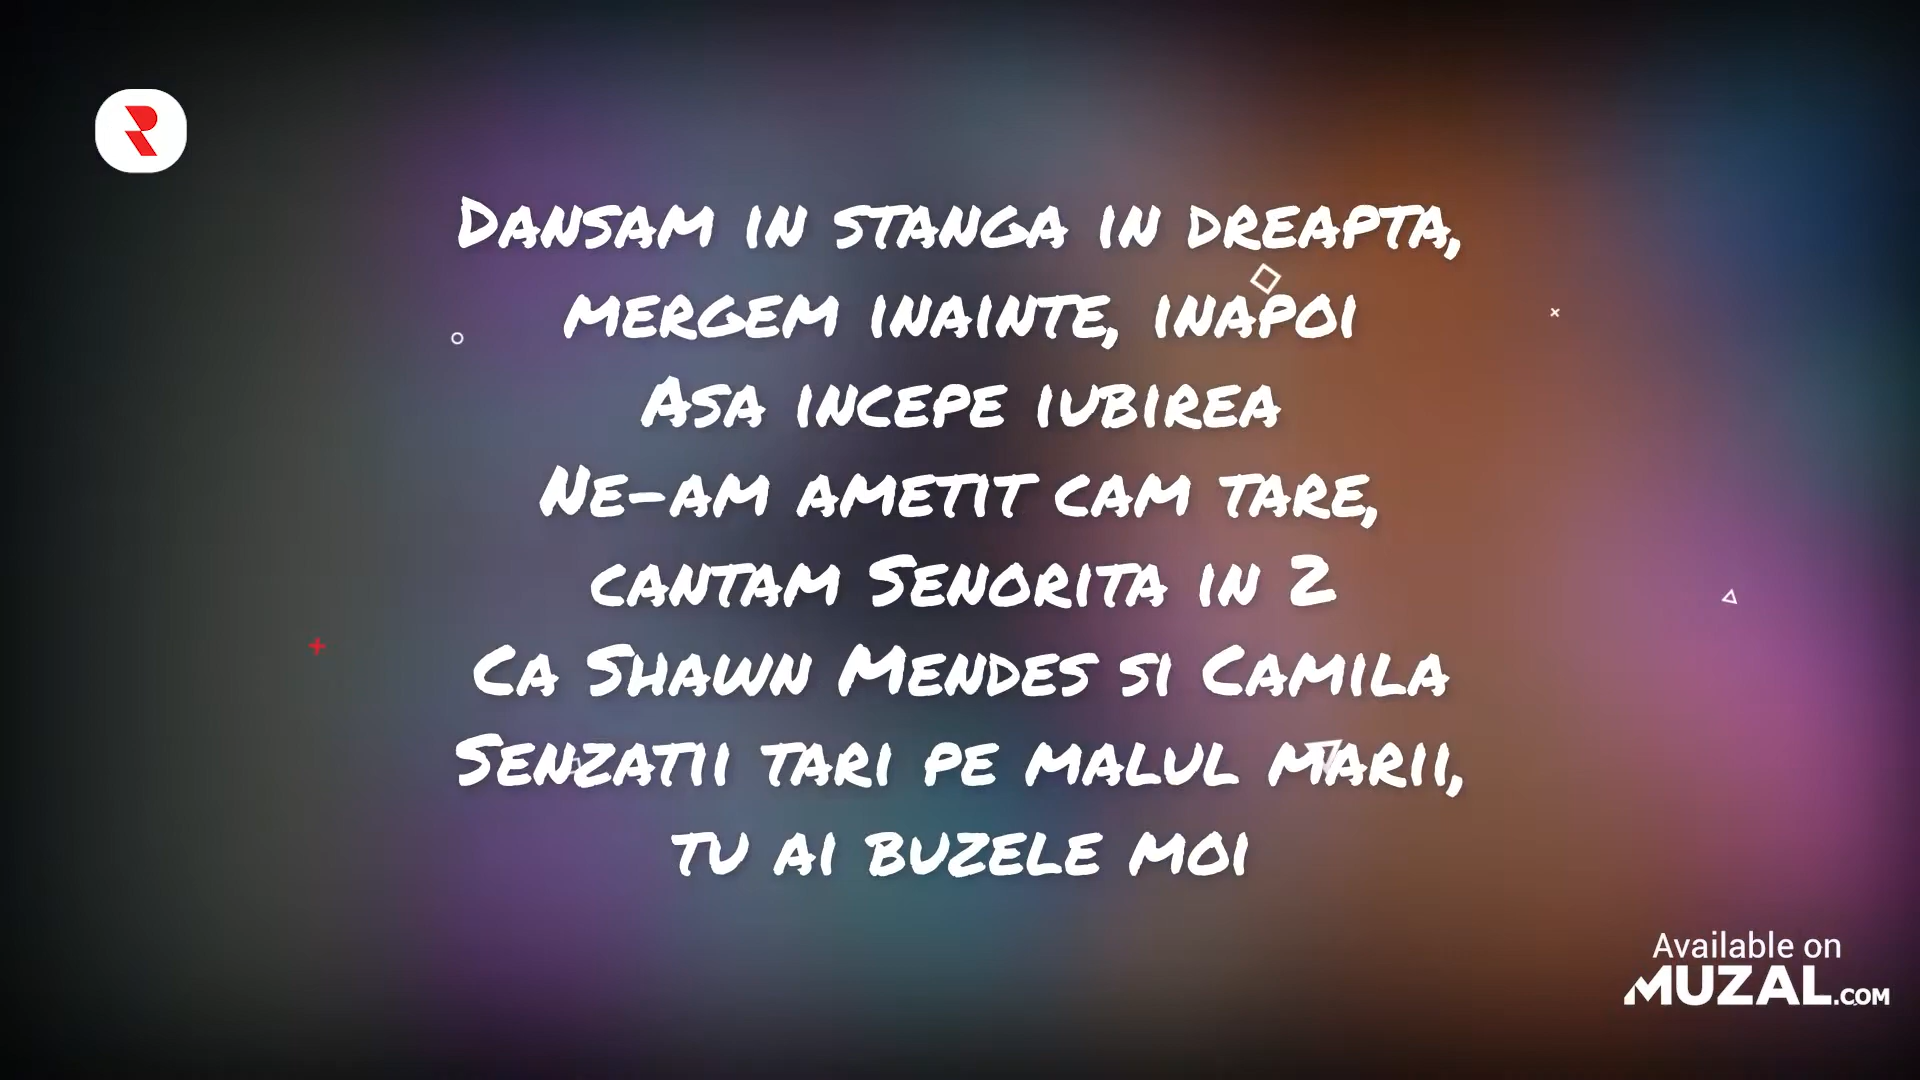 Dansam in stanga in dreapta,
mergem inainte, inapoi
Asa incepe iubirea
Ne-am ametit cam tare,
cantam Senorita in 2
Ca Shawn Mendes si Camila
Senzatii tari pe malul marii,
tu ai buzele moi
Available on
MUZAL.COM